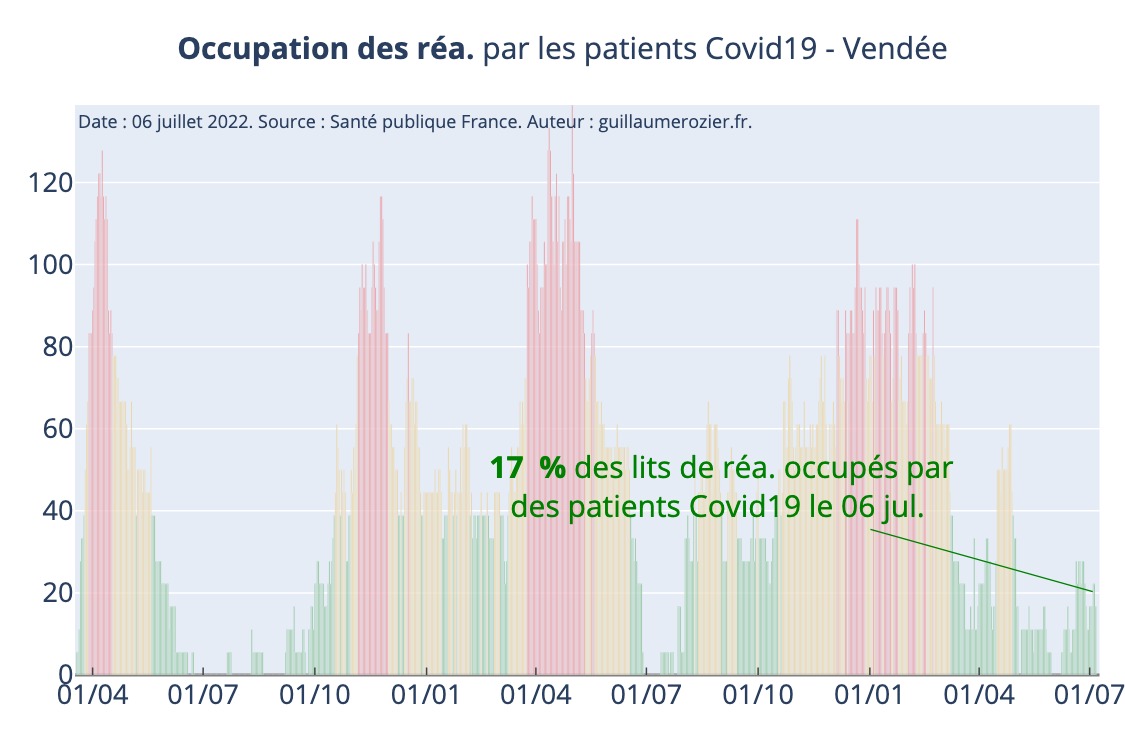 Occupation des réa. par les patients Covid19 - Vendée
Date : 06 juillet 2022. Source : Santé publique France. Auteur : guillaumerozier.fr.
120
100
80
60
17 % des lits de réa. occupés par
des patients Covid19 le 06 jul.
40
20
0
01/04 01/07 01/10 01/01 01/04 01/07 01/10 01/01 01/04 01/07